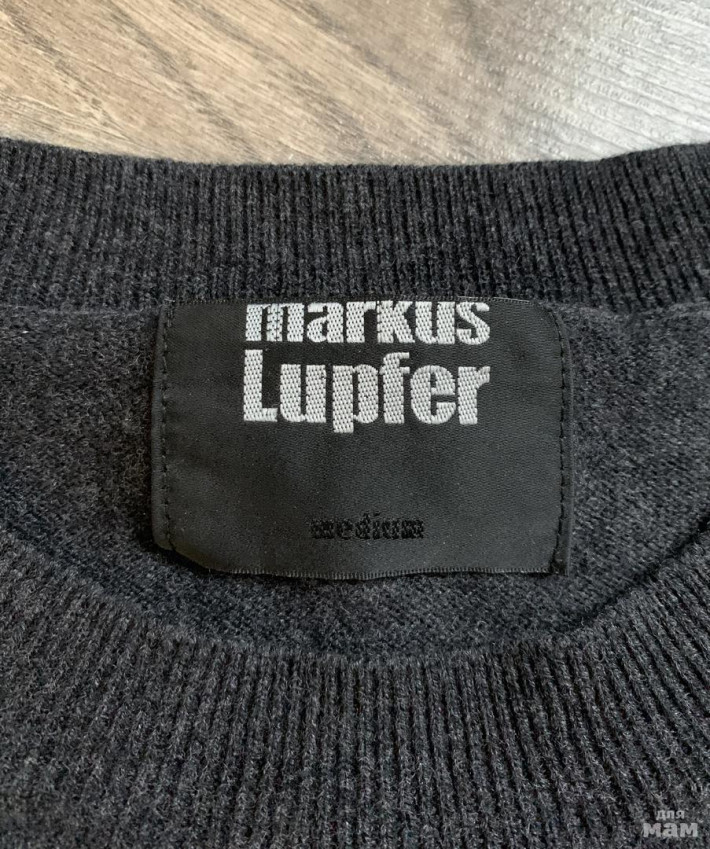 markus
Lupfer
medium
для
мам